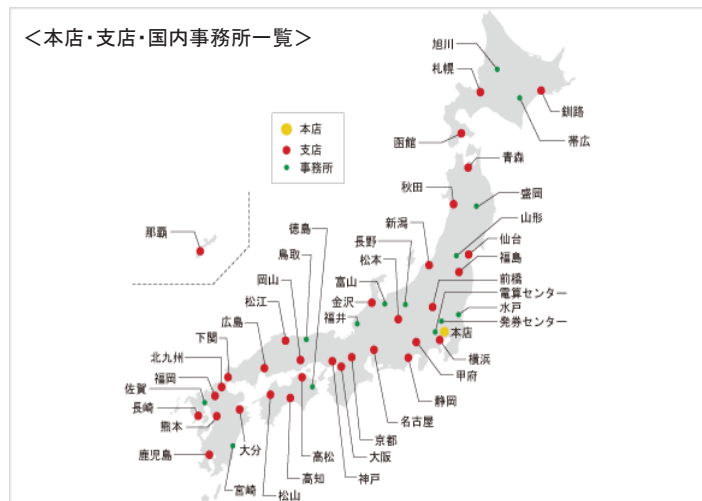 ＜本店・支店・国内事務所一覧＞
旭川
札幌
釧路
帯広
函館
本店
支店
事務所
青森
秋田
盛岡
山形
仙台
福島
新潟
那覇
徳島
鳥取
長野
松本
岡山
富山
前橋
電算センター
水戸
発券センター
松江
金沢
福井
広島
本店
下関
横浜
北九州
甲府
福岡
佐賀
静岡
長崎
名古屋
熊本
京都
大分
高松
大阪
鹿児島
高知
神戸
宮崎
松山